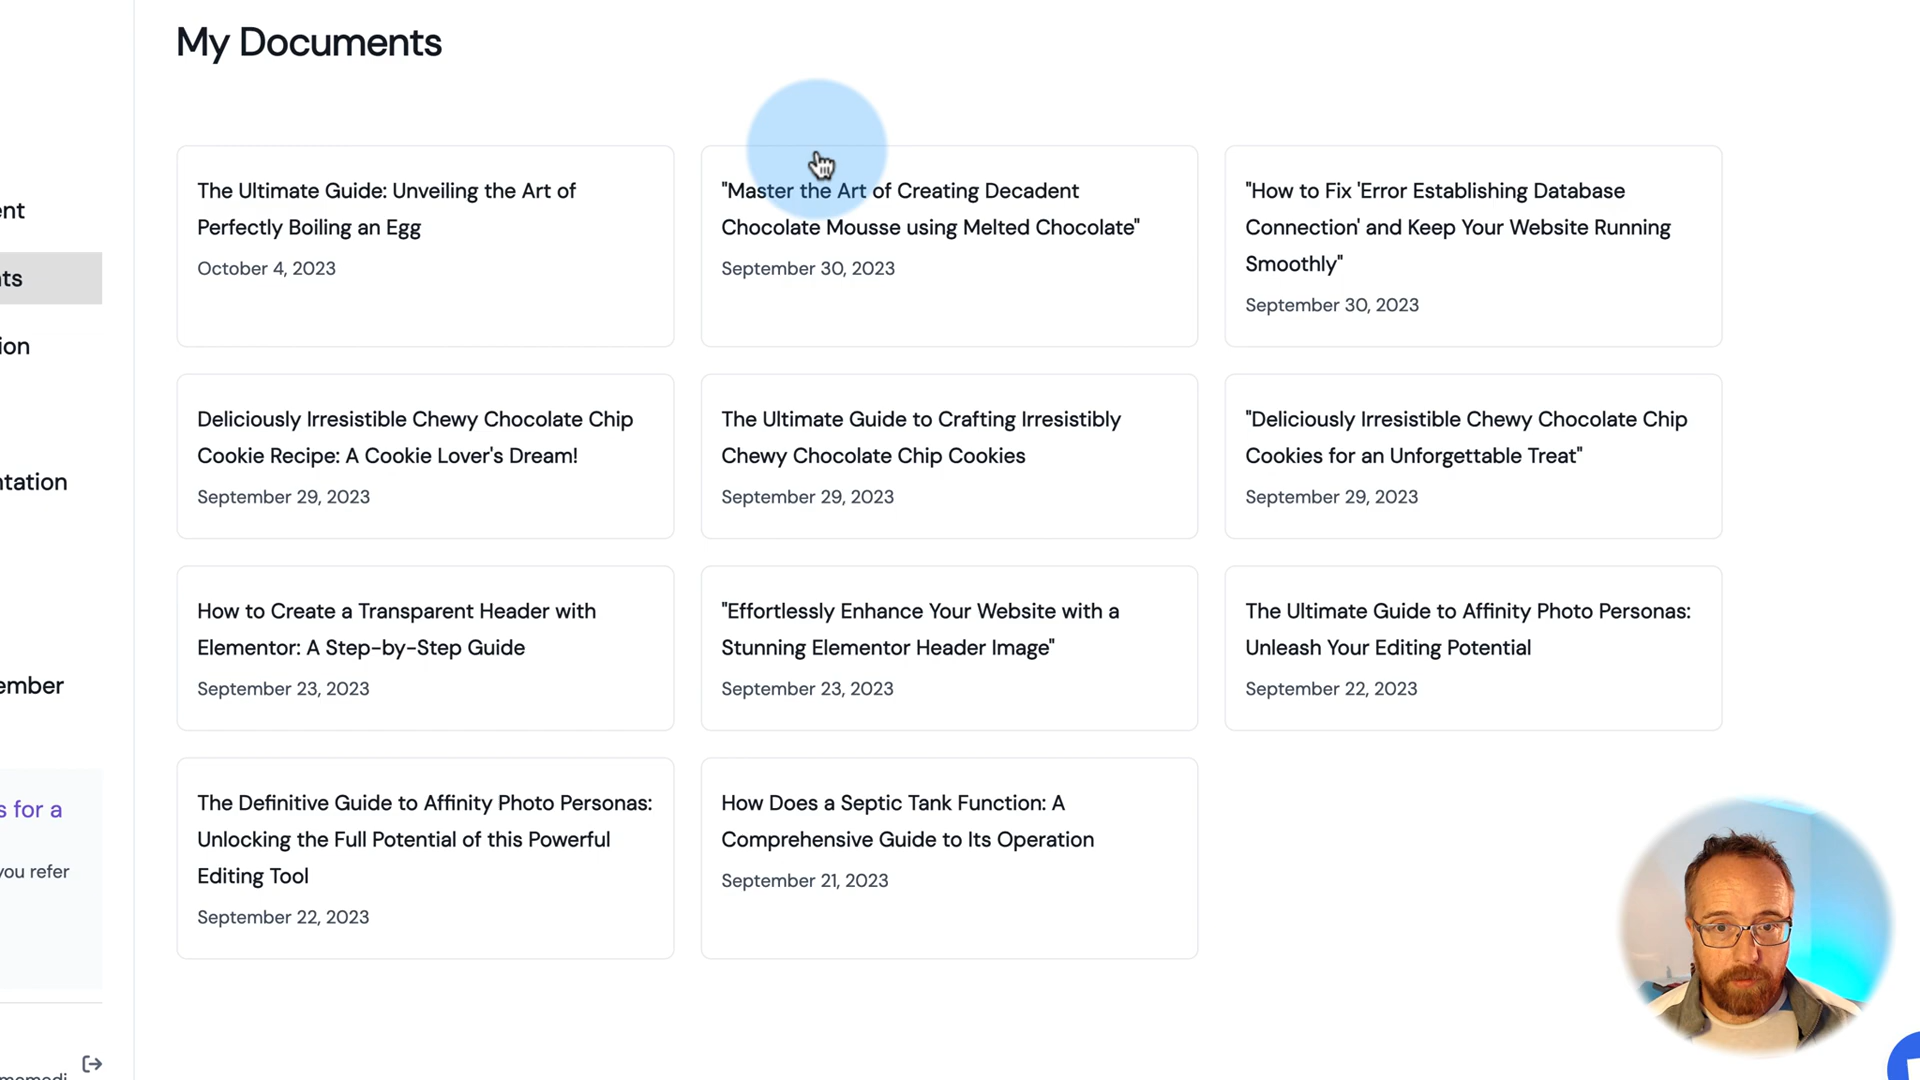 My Documents
The Ultimate Guide: Unveiling the Art of
Perfectly Boiling an Egg
October 4, 2023
"Master the Art of Creating Decadent
Chocolate Mousse using Melted Chocolate"
September 30, 2023
"How to Fix 'Error Establishing Database
Connection' and Keep Your Website Running
Smoothly"
September 30, 2023
Deliciously Irresistible Chewy Chocolate Chip
Cookie Recipe: A Cookie Lover's Dream!
September 29, 2023
The Ultimate Guide to Crafting Irresistibly
Chewy Chocolate Chip Cookies
September 29, 2023
"Deliciously Irresistible Chewy Chocolate Chip
Cookies for an Unforgettable Treat"
September 29, 2023
How to Create a Transparent Header with
Elementor: A Step-by-Step Guide
September 23, 2023
"Effortlessly Enhance Your Website with a
Stunning Elementor Header Image"
September 23, 2023
The Ultimate Guide to Affinity Photo Personas:
Unleash Your Editing Potential
September 22, 2023
The Definitive Guide to Affinity Photo Personas:
Unlocking the Full Potential of this Powerful
Editing Tool
September 22, 2023
How Does a Septic Tank Function: A
Comprehensive Guide to Its Operation
September 21, 2023
ent
ts
ion
ntation
ember
s for a
you refer